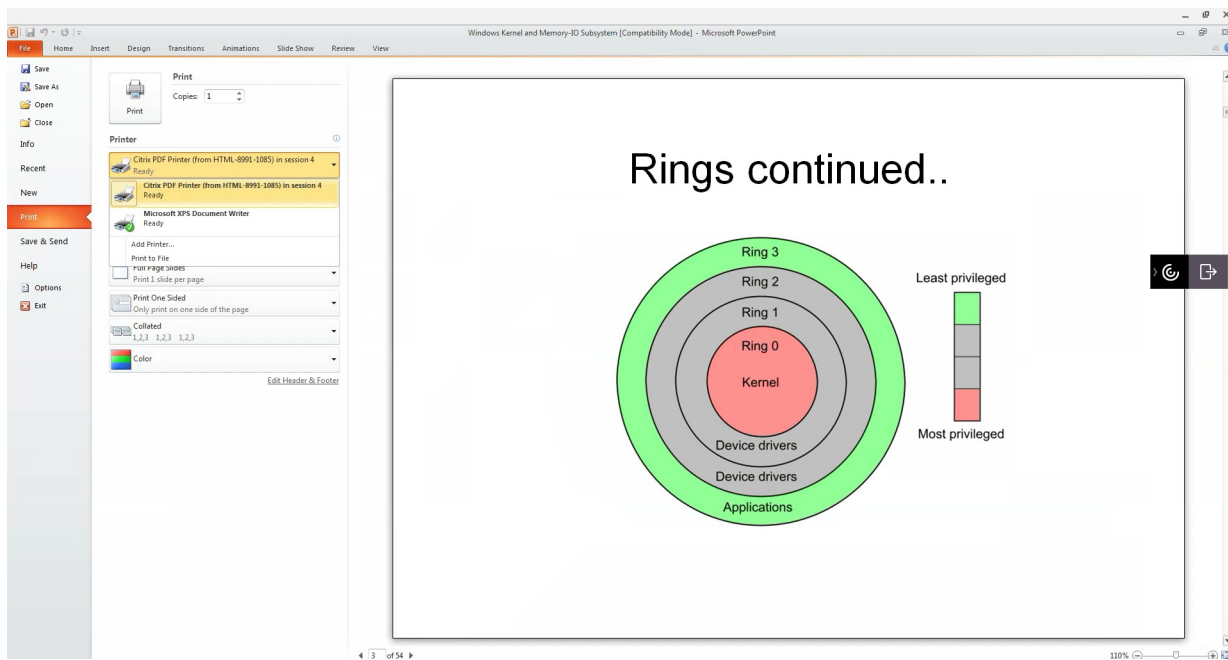 Windows Kernel and Memory-IO Subsystem [Compatibility Mode] - Microsoft PowerPoint
File Home Insert Design Transitions Animations Slide Show Review View
Save
Save As
Open
Close
Info
Recent
New
Print
Save & Send
Help
Options
Exit
Print
Print
Copies: 1
Printer
Citrix PDF Printer (from HTML-8991-1085) in session 4
Ready
Citrix PDF Printer (from HTML-8991-1085) in session 4
Ready
Microsoft XPS Document Writer
Ready
Add Printer...
Print to File
Full Page Slides
Print 1 slide per page
Print One Sided
Only print on one side of the page
Collated
1,2,3 1,2,3 1,2,3
Color
Edit Header & Footer
Rings continued..
Ring 3
Ring 2
Ring 1
Ring 0
Kernel
Device drivers
Device drivers
Applications
Least privileged
Most privileged
3 of 54
110%